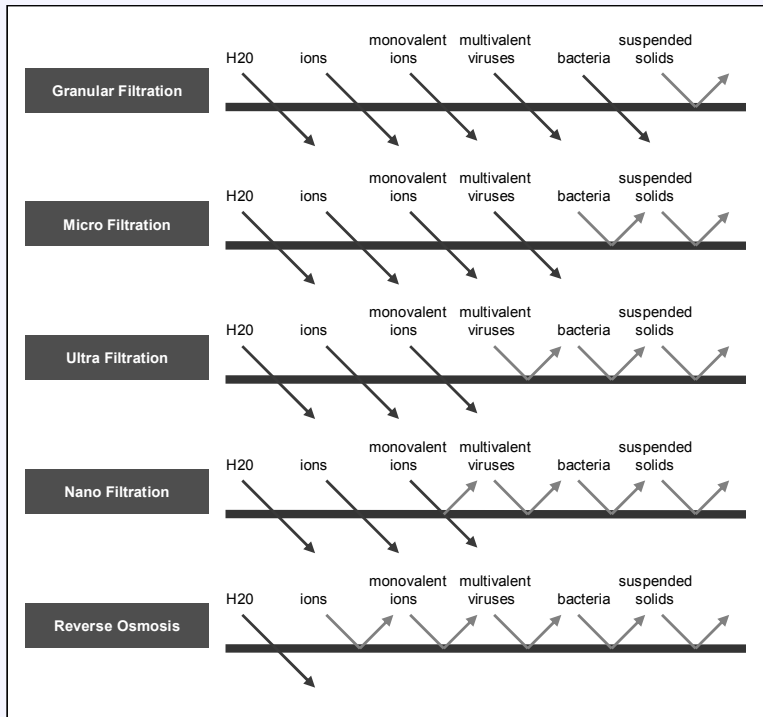 monovalent multivalent suspended
H20 ions ions viruses bacteria solids
Granular Filtration
monovalent multivalent suspended
H20 ions ions viruses bacteria solids
Micro Filtration
monovalent multivalent suspended
H20 ions ions viruses bacteria solids
Ultra Filtration
monovalent multivalent suspended
H20 ions ions viruses bacteria solids
Nano Filtration
monovalent multivalent suspended
H20 ions ions viruses bacteria solids
Reverse Osmosis